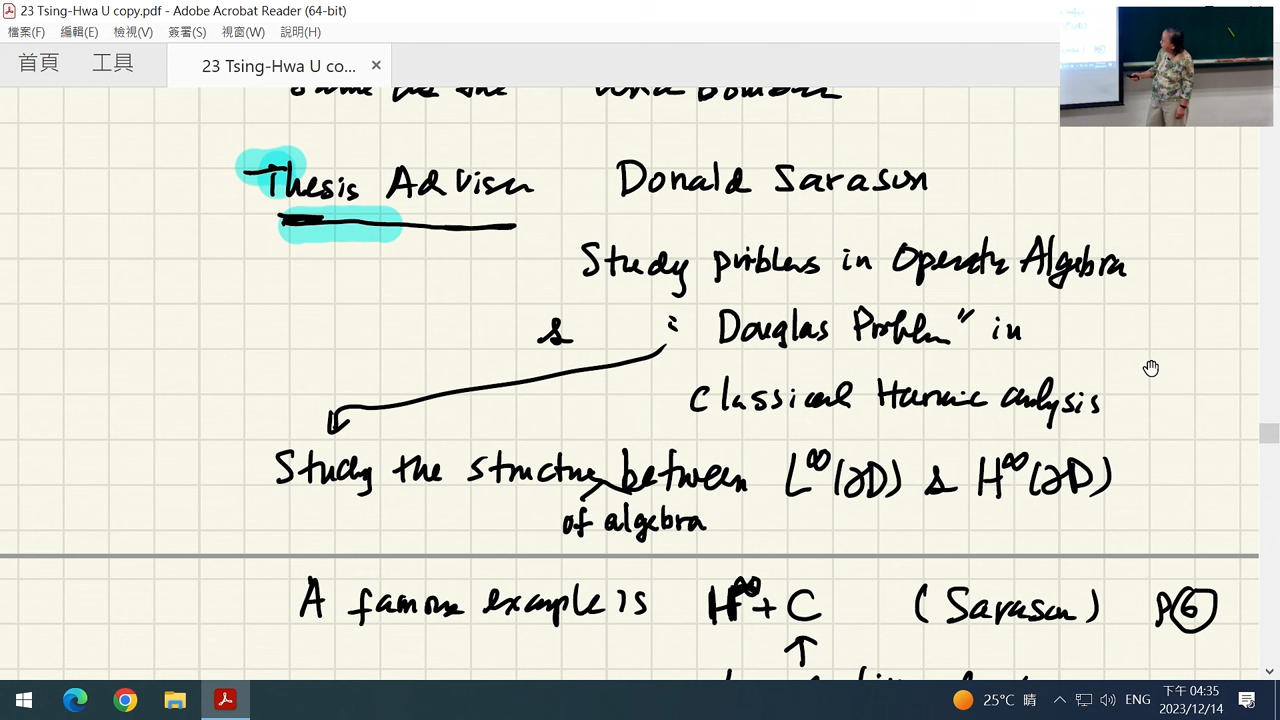 23 Tsing-Hwa U copy.pdf - Adobe Acrobat Reader (64-bit)
檔案(F) 編輯(E) 檢視(V) 簽署(S) 視窗(W) 說明(H)
首頁 工具 23 Tsing-Hwa U co... ×
Thesis Adviser Donald Sarason
Study problems in Operator Algebra
& : Douglas Problem" in
classical Harmonic analysis
Study the structure between L∞(∂D) & H∞(∂D)
of algebra
A famous example is H∞ + C (Sarason) p⑥
↑
25°C 晴 ENG 下午 04:35
2023/12/14